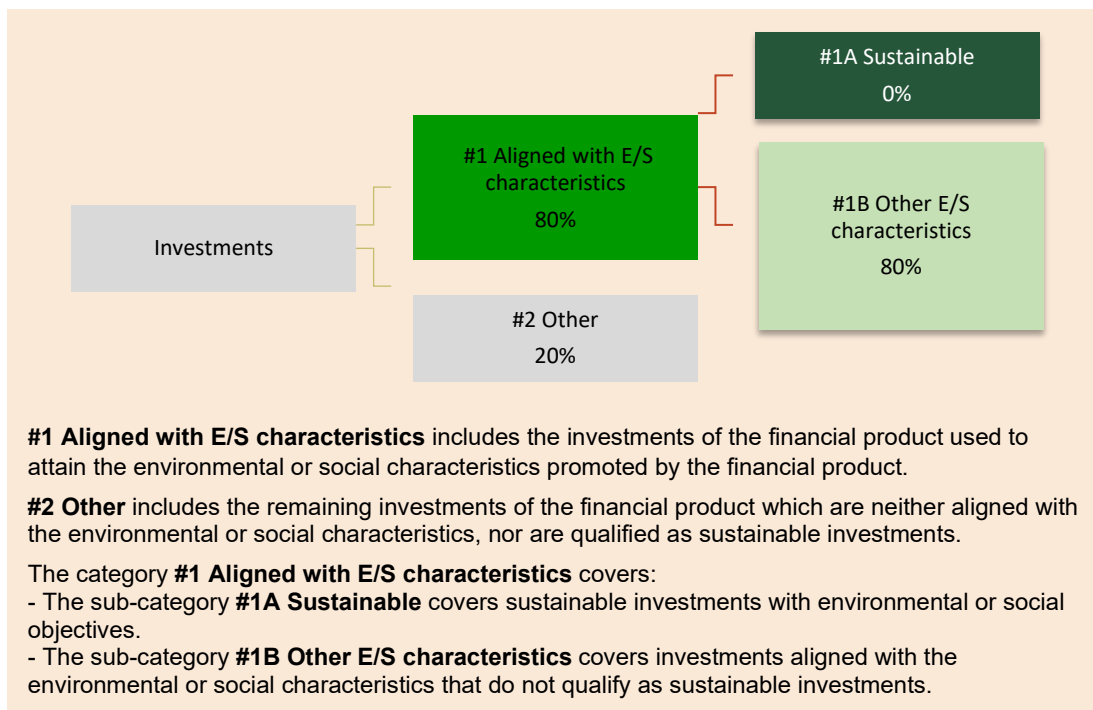 #1A Sustainable
0%
#1 Aligned with E/S
characteristics
80%
#1B Other E/S
characteristics
80%
Investments
#2 Other
20%
#1 Aligned with E/S characteristics includes the investments of the financial product used to
attain the environmental or social characteristics promoted by the financial product.
#2 Other includes the remaining investments of the financial product which are neither aligned with
the environmental or social characteristics, nor are qualified as sustainable investments.
The category #1 Aligned with E/S characteristics covers:
- The sub-category #1A Sustainable covers sustainable investments with environmental or social
objectives.
- The sub-category #1B Other E/S characteristics covers investments aligned with the
environmental or social characteristics that do not qualify as sustainable investments.